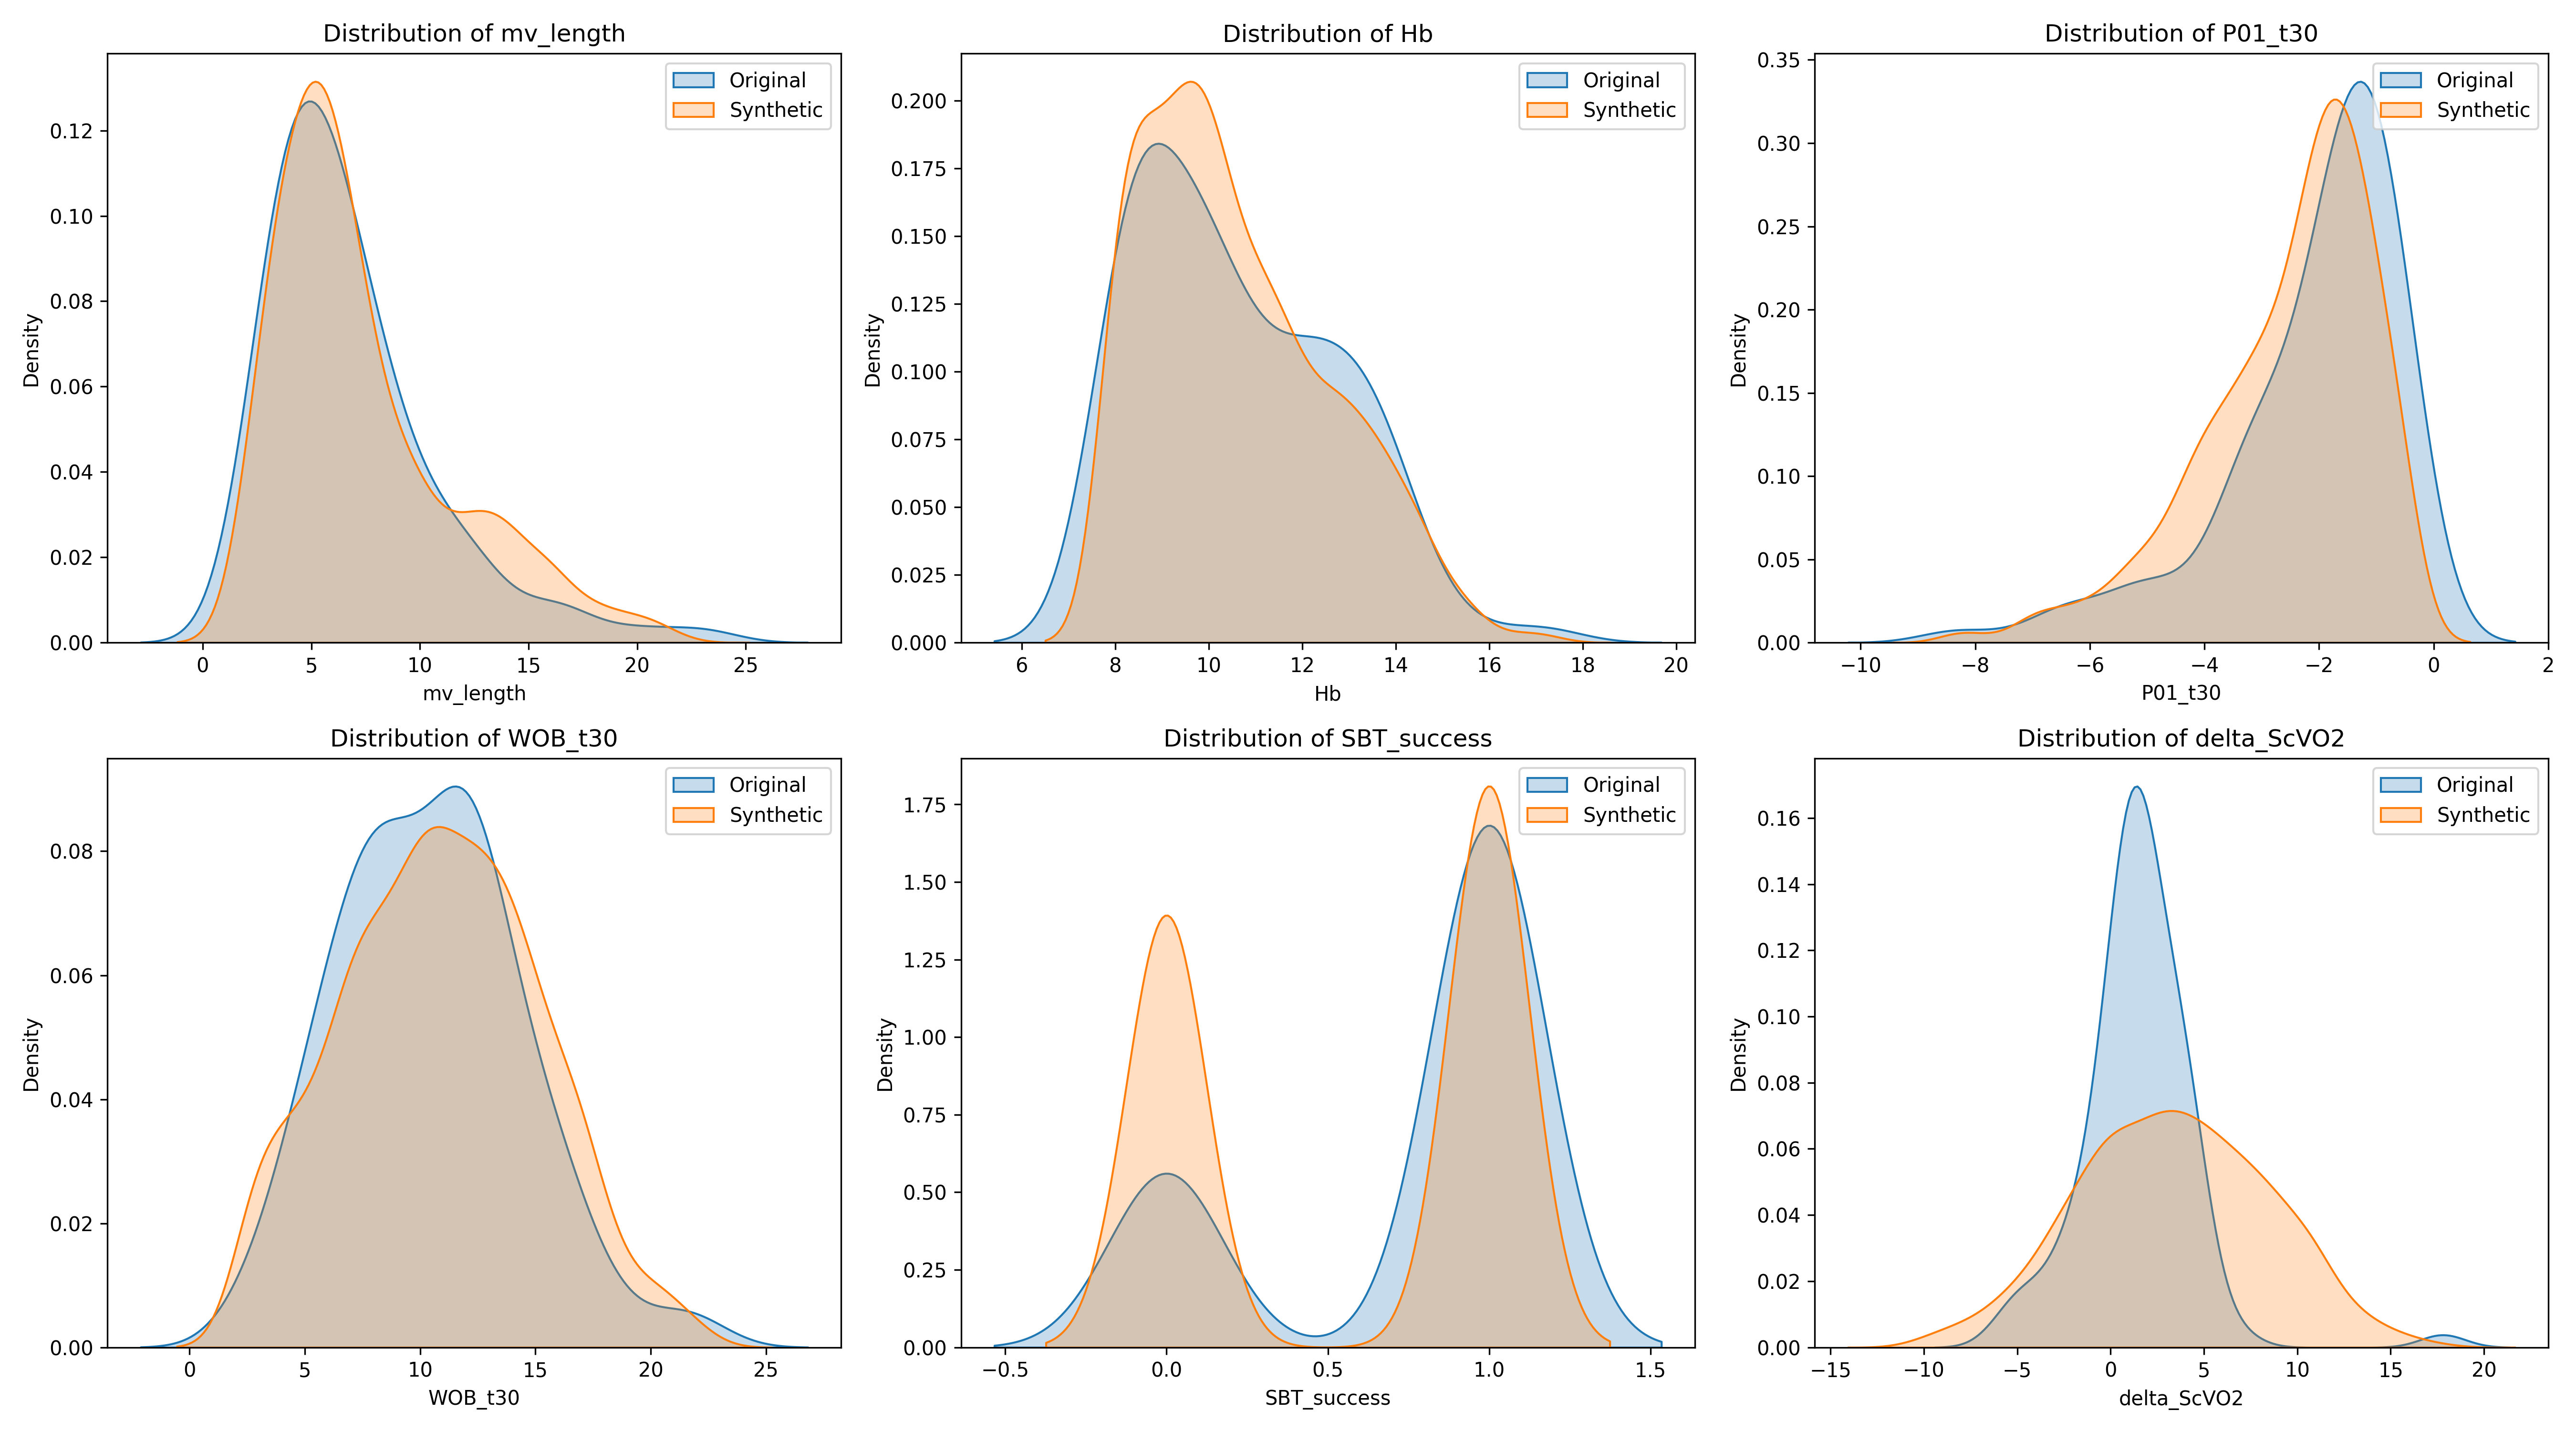 Distribution of mv_length
Original
Synthetic
0.12
0.10
0.08
0.06
0.04
0.02
0.00
Density
0 5 10 15 20 25
mv_length
Distribution of Hb
Original
Synthetic
0.200
0.175
0.150
0.125
0.100
0.075
0.050
0.025
0.000
Density
6 8 10 12 14 16 18 20
Hb
Distribution of P01_t30
Original
Synthetic
0.35
0.30
0.25
0.20
0.15
0.10
0.05
0.00
Density
−10 −8 −6 −4 −2 0 2
P01_t30
Distribution of WOB_t30
Original
Synthetic
0.08
0.06
0.04
0.02
0.00
Density
0 5 10 15 20 25
WOB_t30
Distribution of SBT_success
Original
Synthetic
1.75
1.50
1.25
1.00
0.75
0.50
0.25
0.00
Density
−0.5 0.0 0.5 1.0 1.5
SBT_success
Distribution of delta_ScVO2
Original
Synthetic
0.16
0.14
0.12
0.10
0.08
0.06
0.04
0.02
0.00
Density
−15 −10 −5 0 5 10 15 20
delta_ScVO2